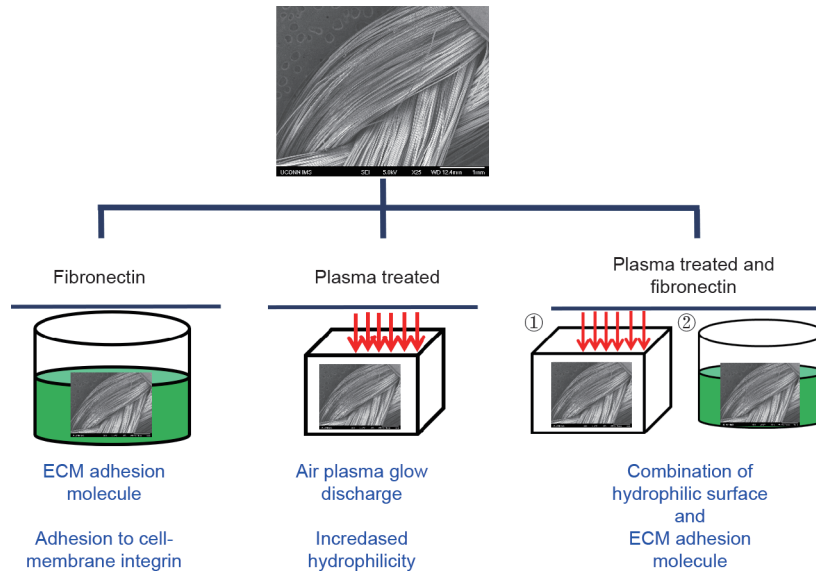 UCONN IMS SEI 5.0kV X25 WD 12.4mm 1mm
Fibronectin
Plasma treated
Plasma treated and
fibronectin
①
②
ECM adhesion
molecule
Adhesion to cell-
membrane integrin
Air plasma glow
discharge
Incredased
hydrophilicity
Combination of
hydrophilic surface
and
ECM adhesion
molecule